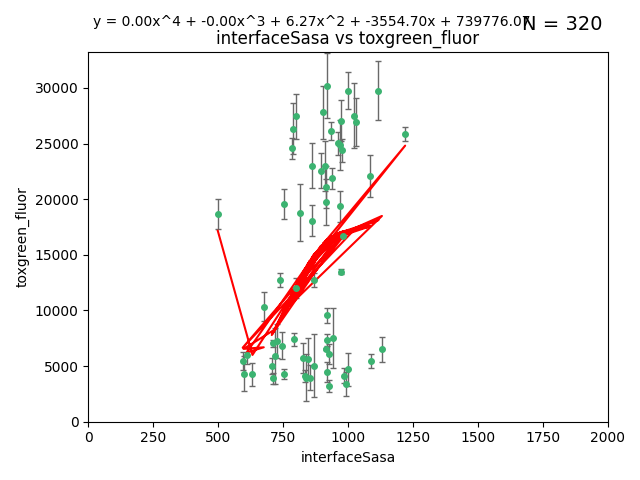 y = 0.00x^4 + -0.00x^3 + 6.27x^2 + -3554.70x + 739776.07
N = 320
interfaceSasa vs toxgreen_fluor
30000
25000
20000
15000
10000
5000
0
toxgreen_fluor
0 250 500 750 1000 1250 1500 1750 2000
interfaceSasa